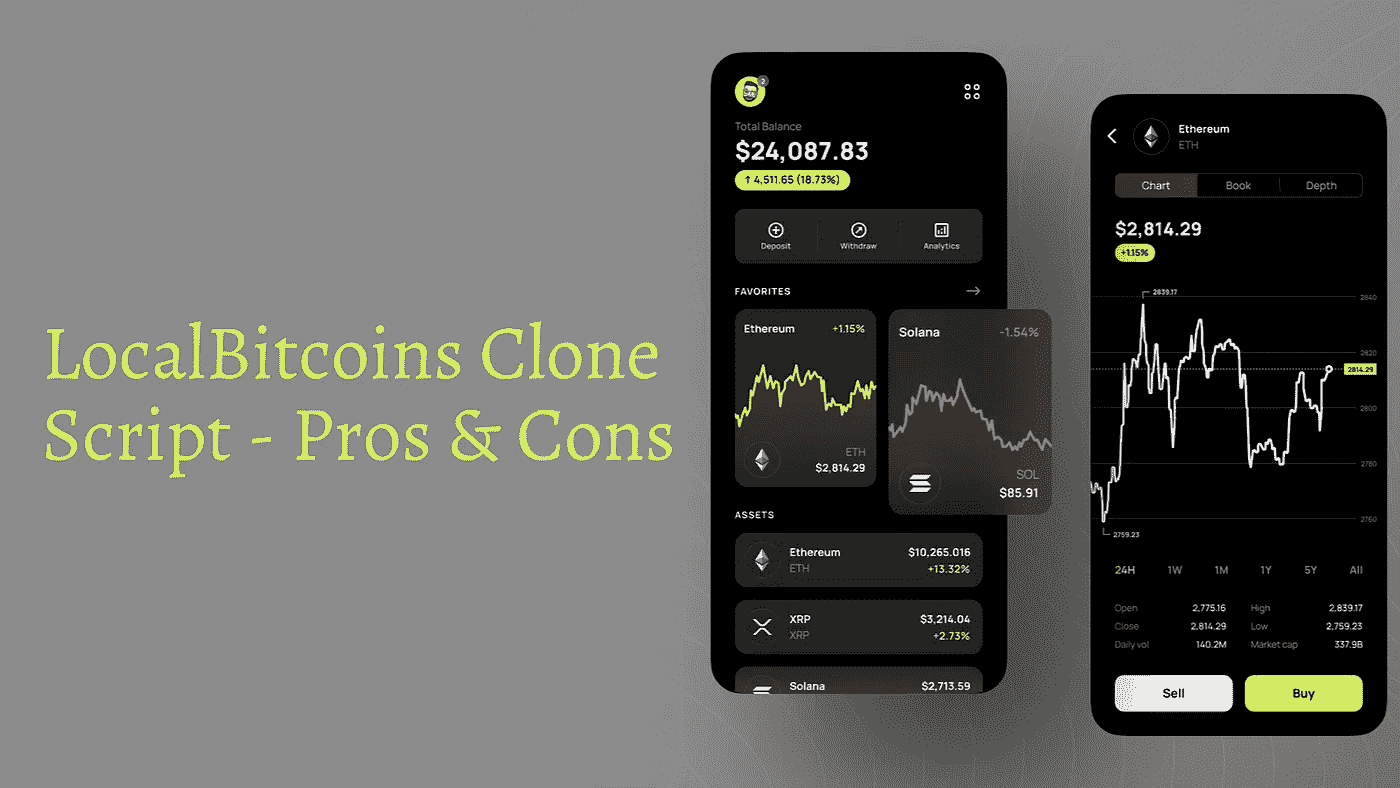 LocalBitcoins Clone
Script - Pros & Cons
2
Total Balance
$24,087.83
↑ 4,511.65 (18.73%)
Deposit Withdraw Analytics
FAVORITES →
Ethereum +1.15%
ETH
$2,814.29
Solana -1.54%
SOL
$85.91
ASSETS
Ethereum $10,265.016
ETH +13.32%
XRP $3,214.04
XRP +2.73%
Solana $2,713.59
Ethereum
ETH
Chart Book Depth
$2,814.29
+1.15%
2839.17
2840
2820
2814.29
2800
2780
2760
2759.23
24H 1W 1M 1Y 5Y All
Open 2,775.16 High 2,839.17
Close 2,814.29 Low 2,759.23
Daily vol 140.2M Market cap 337.9B
Sell Buy